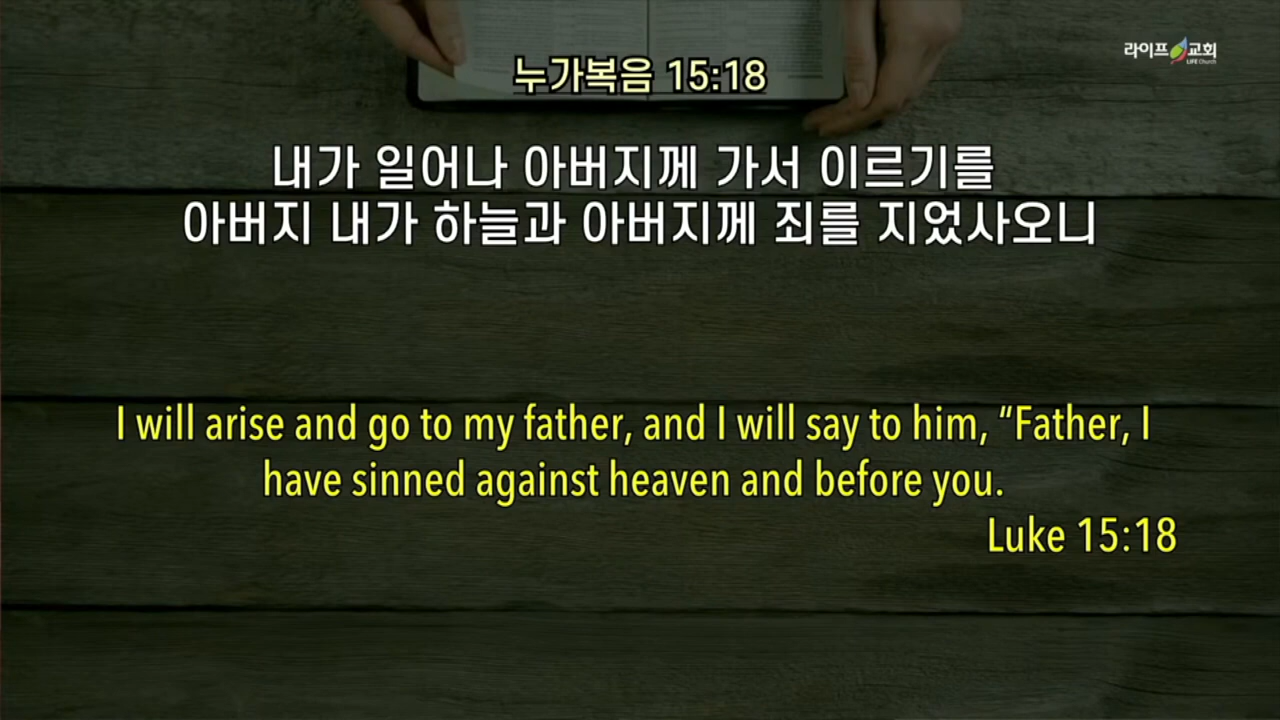 라이프교회
LIFE Church
누가복음 15:18
내가 일어나 아버지께 가서 이르기를
아버지 내가 하늘과 아버지께 죄를 지었사오니
I will arise and go to my father, and I will say to him, “Father, I
have sinned against heaven and before you.
Luke 15:18